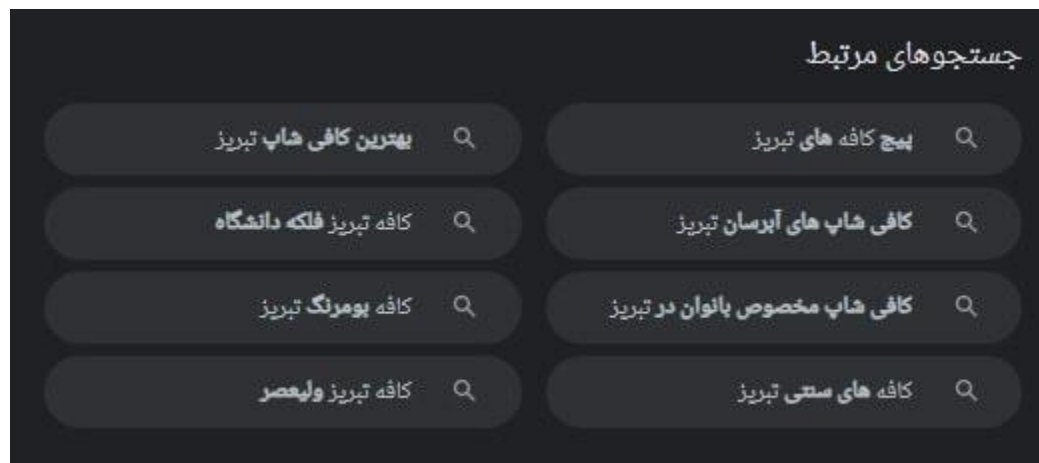 جستجوهای مرتبط
پیج کافه های تبریز
بهترین کافی شاپ تبریز
کافی شاپ های آبرسان تبریز
کافه تبریز فلکه دانشگاه
کافی شاپ مخصوص بانوان در تبریز
کافه بومرنگ تبریز
کافه های سنتی تبریز
کافه تبریز ولیعصر